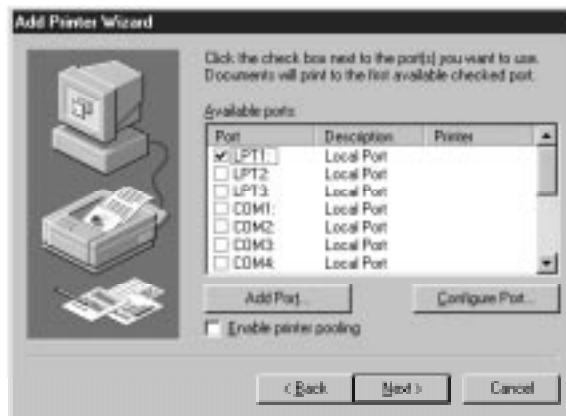 Add Printer Wizard
Click the check box next to the port(s) you want to use.
Documents will print to the first available checked port.
Available ports:
Port Description Printer
LPT1: Local Port
LPT2: Local Port
LPT3: Local Port
COM1: Local Port
COM2: Local Port
COM3: Local Port
COM4: Local Port
Add Port... Configure Port...
Enable printer pooling
< Back Next > Cancel